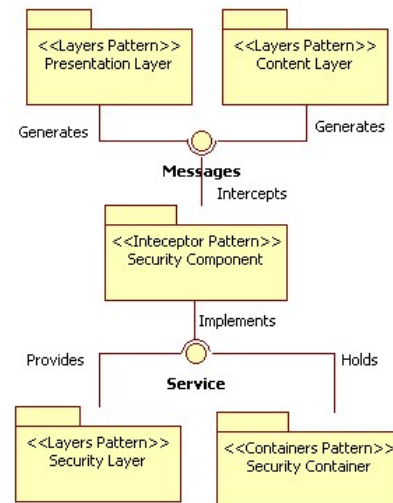 <<Layers Pattern>>
Presentation Layer
<<Layers Pattern>>
Content Layer
Generates
Generates
Messages
Intercepts
<<Inteceptor Pattern>>
Security Component
Implements
Provides
Holds
Service
<<Layers Pattern>>
Security Layer
<<Containers Pattern>>
Security Container